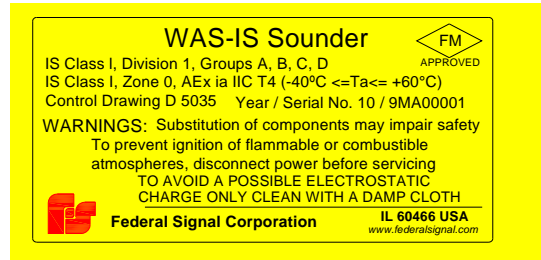 WAS-IS Sounder
FM
APPROVED
IS Class I, Division 1, Groups A, B, C, D
IS Class I, Zone 0, AEx ia IIC T4 (-40ºC <=Ta<= +60°C)
Control Drawing D 5035 Year / Serial No. 10 / 9MA00001
WARNINGS: Substitution of components may impair safety
To prevent ignition of flammable or combustible
atmospheres, disconnect power before servicing
TO AVOID A POSSIBLE ELECTROSTATIC
CHARGE ONLY CLEAN WITH A DAMP CLOTH
Federal Signal Corporation
IL 60466 USA
www.federalsignal.com